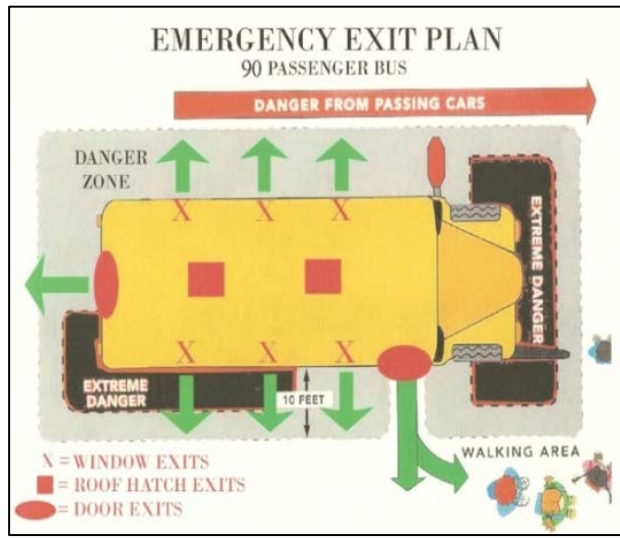 EMERGENCY EXIT PLAN
90 PASSENGER BUS
DANGER FROM PASSING CARS
DANGER
ZONE
X X X
EXTREME DANGER
X X X
EXTREME
DANGER
10 FEET
WALKING AREA
X = WINDOW EXITS
= ROOF HATCH EXITS
= DOOR EXITS